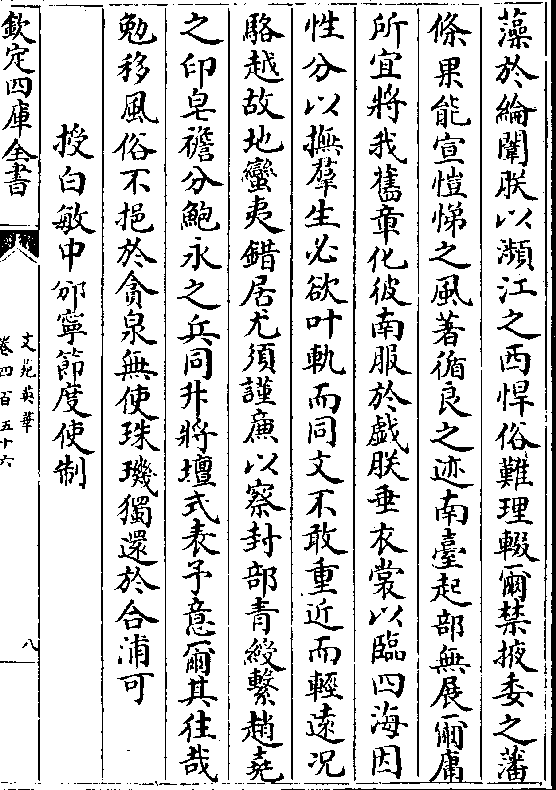 藻於綸闈朕以瀕江之西悍俗難理輟爾禁掖委之藩
條果能宣愷悌之風著循良之迹南臺起部無展爾庸
所宜將我舊章化彼南服於戲朕垂衣裳以臨四海因
性分以撫羣生必欲叶軌而同文不敢重近而輕遠况
駱越故地蠻夷錯居尤須謹廉以察封部青綬繫趙堯
之印皂襜分鮑永之兵同升將壇式表予意爾其往哉
勉移風俗不挹於貪泉無使珠璣獨還於合浦可
授白敏中邠寧節度使制
欽定四庫全書
文苑英華
卷四百五十六
八